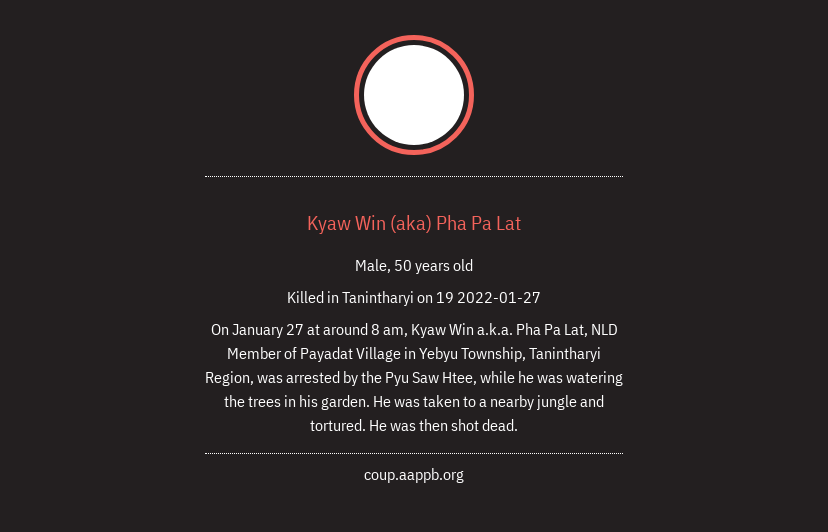 Kyaw Win (aka) Pha Pa Lat
Male, 50 years old
Killed in Tanintharyi on 19 2022-01-27
On January 27 at around 8 am, Kyaw Win a.k.a. Pha Pa Lat, NLD
Member of Payadat Village in Yebyu Township, Tanintharyi
Region, was arrested by the Pyu Saw Htee, while he was watering
the trees in his garden. He was taken to a nearby jungle and
tortured. He was then shot dead.
coup.aappb.org